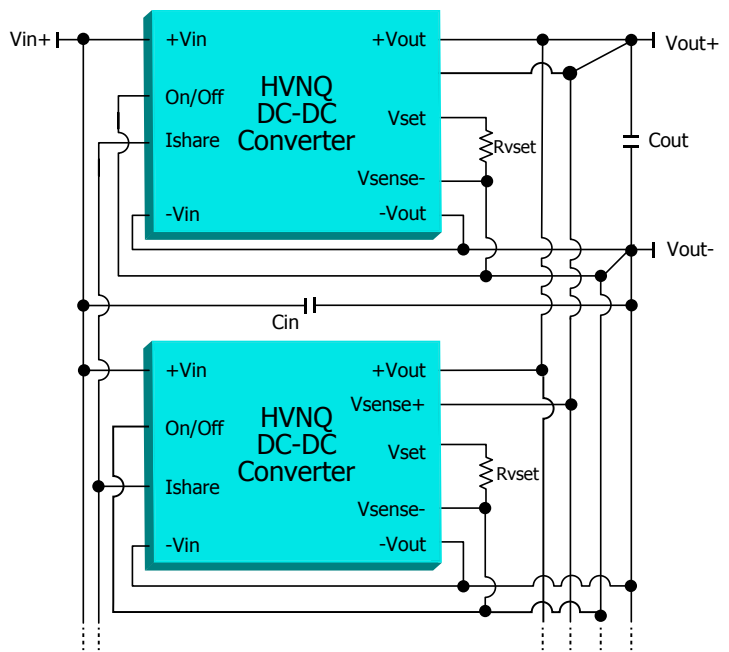 Vin+
+Vin
+Vout
Vout+
HVNQ
DC-DC
Converter
On/Off
Vset
Ishare
Rvset
Cout
Vsense-
-Vin
-Vout
Vout-
Cin
+Vin
+Vout
Vsense+
HVNQ
DC-DC
Converter
On/Off
Vset
Rvset
Ishare
Vsense-
-Vin
-Vout